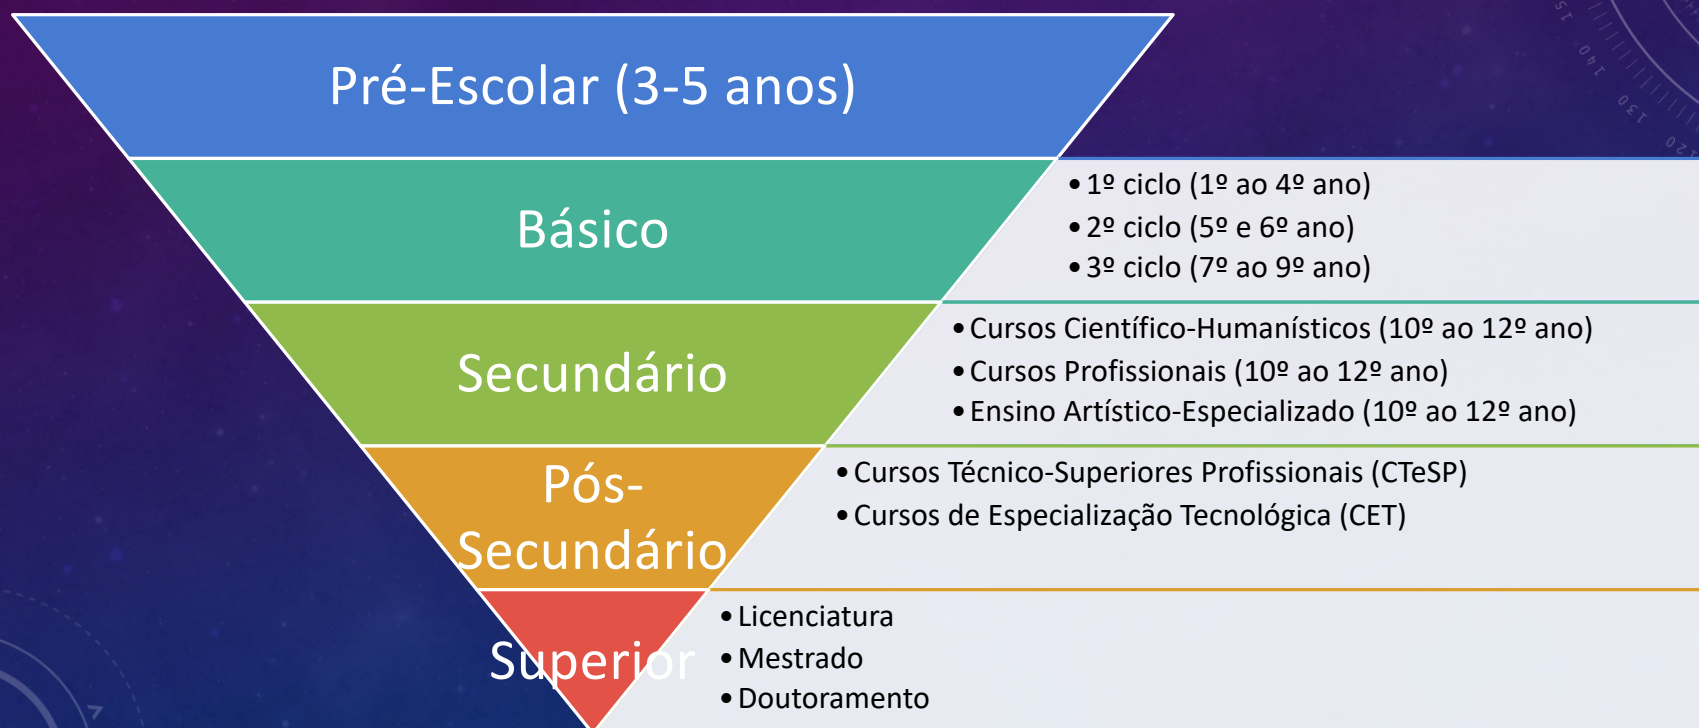 Pré-Escolar (3-5 anos)
Básico
• 1º ciclo (1º ao 4º ano)
• 2º ciclo (5º e 6º ano)
• 3º ciclo (7º ao 9º ano)
Secundário
• Cursos Científico-Humanísticos (10º ao 12º ano)
• Cursos Profissionais (10º ao 12º ano)
• Ensino Artístico-Especializado (10º ao 12º ano)
Pós-
Secundário
• Cursos Técnico-Superiores Profissionais (CTeSP)
• Cursos de Especialização Tecnológica (CET)
Superior
• Licenciatura
• Mestrado
• Doutoramento
140
130
120